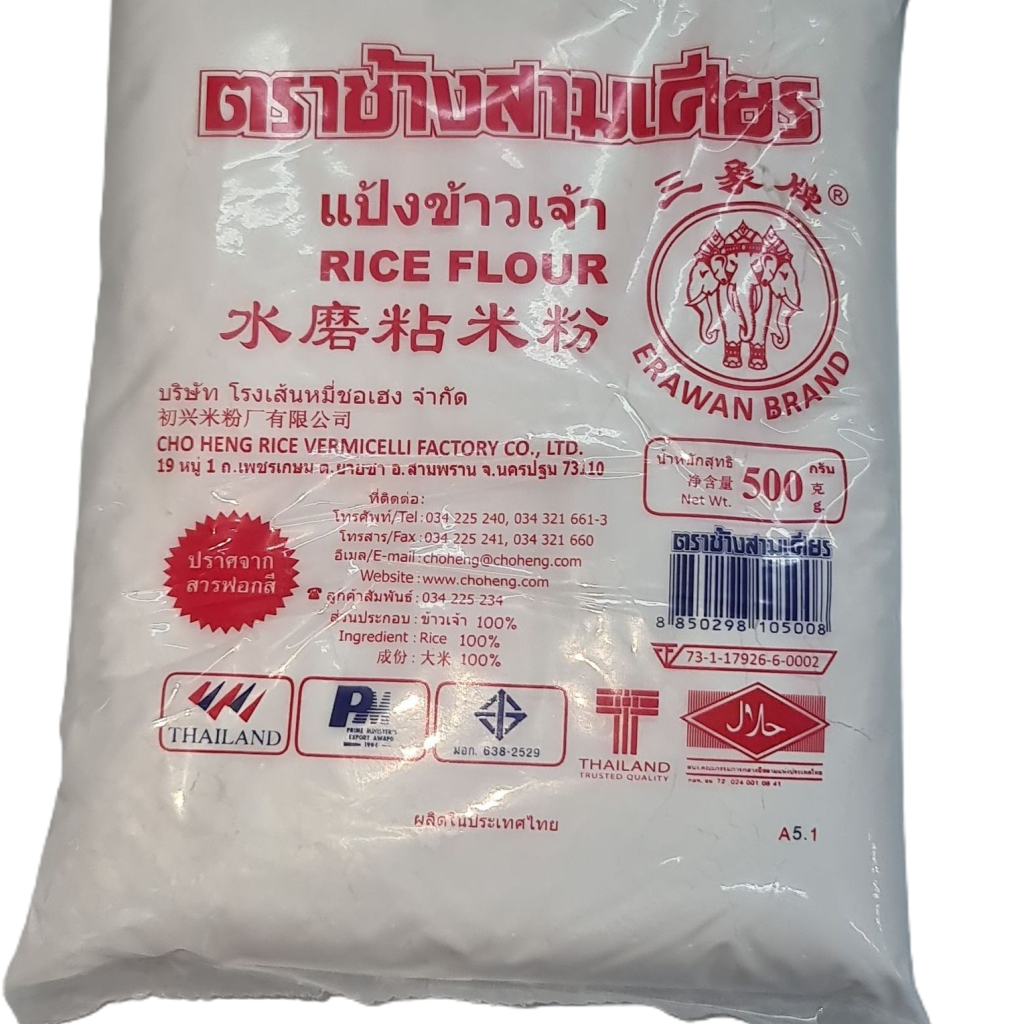 ตราช้างสามเศียร
三象牌®
แป้งข้าวเจ้า
RICE FLOUR
水磨粘米粉
ERAWAN BRAND
บริษัท โรงเส้นหมี่ชอเฮง จำกัด
初兴米粉厂有限公司
CHO HENG RICE VERMICELLI FACTORY CO., LTD.
19 หมู่ 1 ถ.เพชรเกษม ต.ยายชา อ.สามพราน จ.นครปฐม 73110
น้ำหนักสุทธิ 500 กรัม
净含量 克
Net Wt. g.
ที่ติดต่อ:
โทรศัพท์/Tel : 034 225 240, 034 321 661-3
โทรสาร/Fax : 034 225 241, 034 321 660
อีเมล/E-mail : choheng@choheng.com
Website : www.choheng.com
☎ ลูกค้าสัมพันธ์ : 034 225 234
ส่วนประกอบ : ข้าวเจ้า 100%
Ingredient : Rice 100%
成份 : 大米 100%
ปราศจาก
สารฟอกสี
ตราช้างสามเศียร
8 850298 105008
73-1-17926-6-0002
THAILAND
PM
PRIME MINISTER'S
EXPORT AWARD
1994
มอก. 638-2529
THAILAND
TRUSTED QUALITY
حلال
ผลิตในประเทศไทย
A5.1